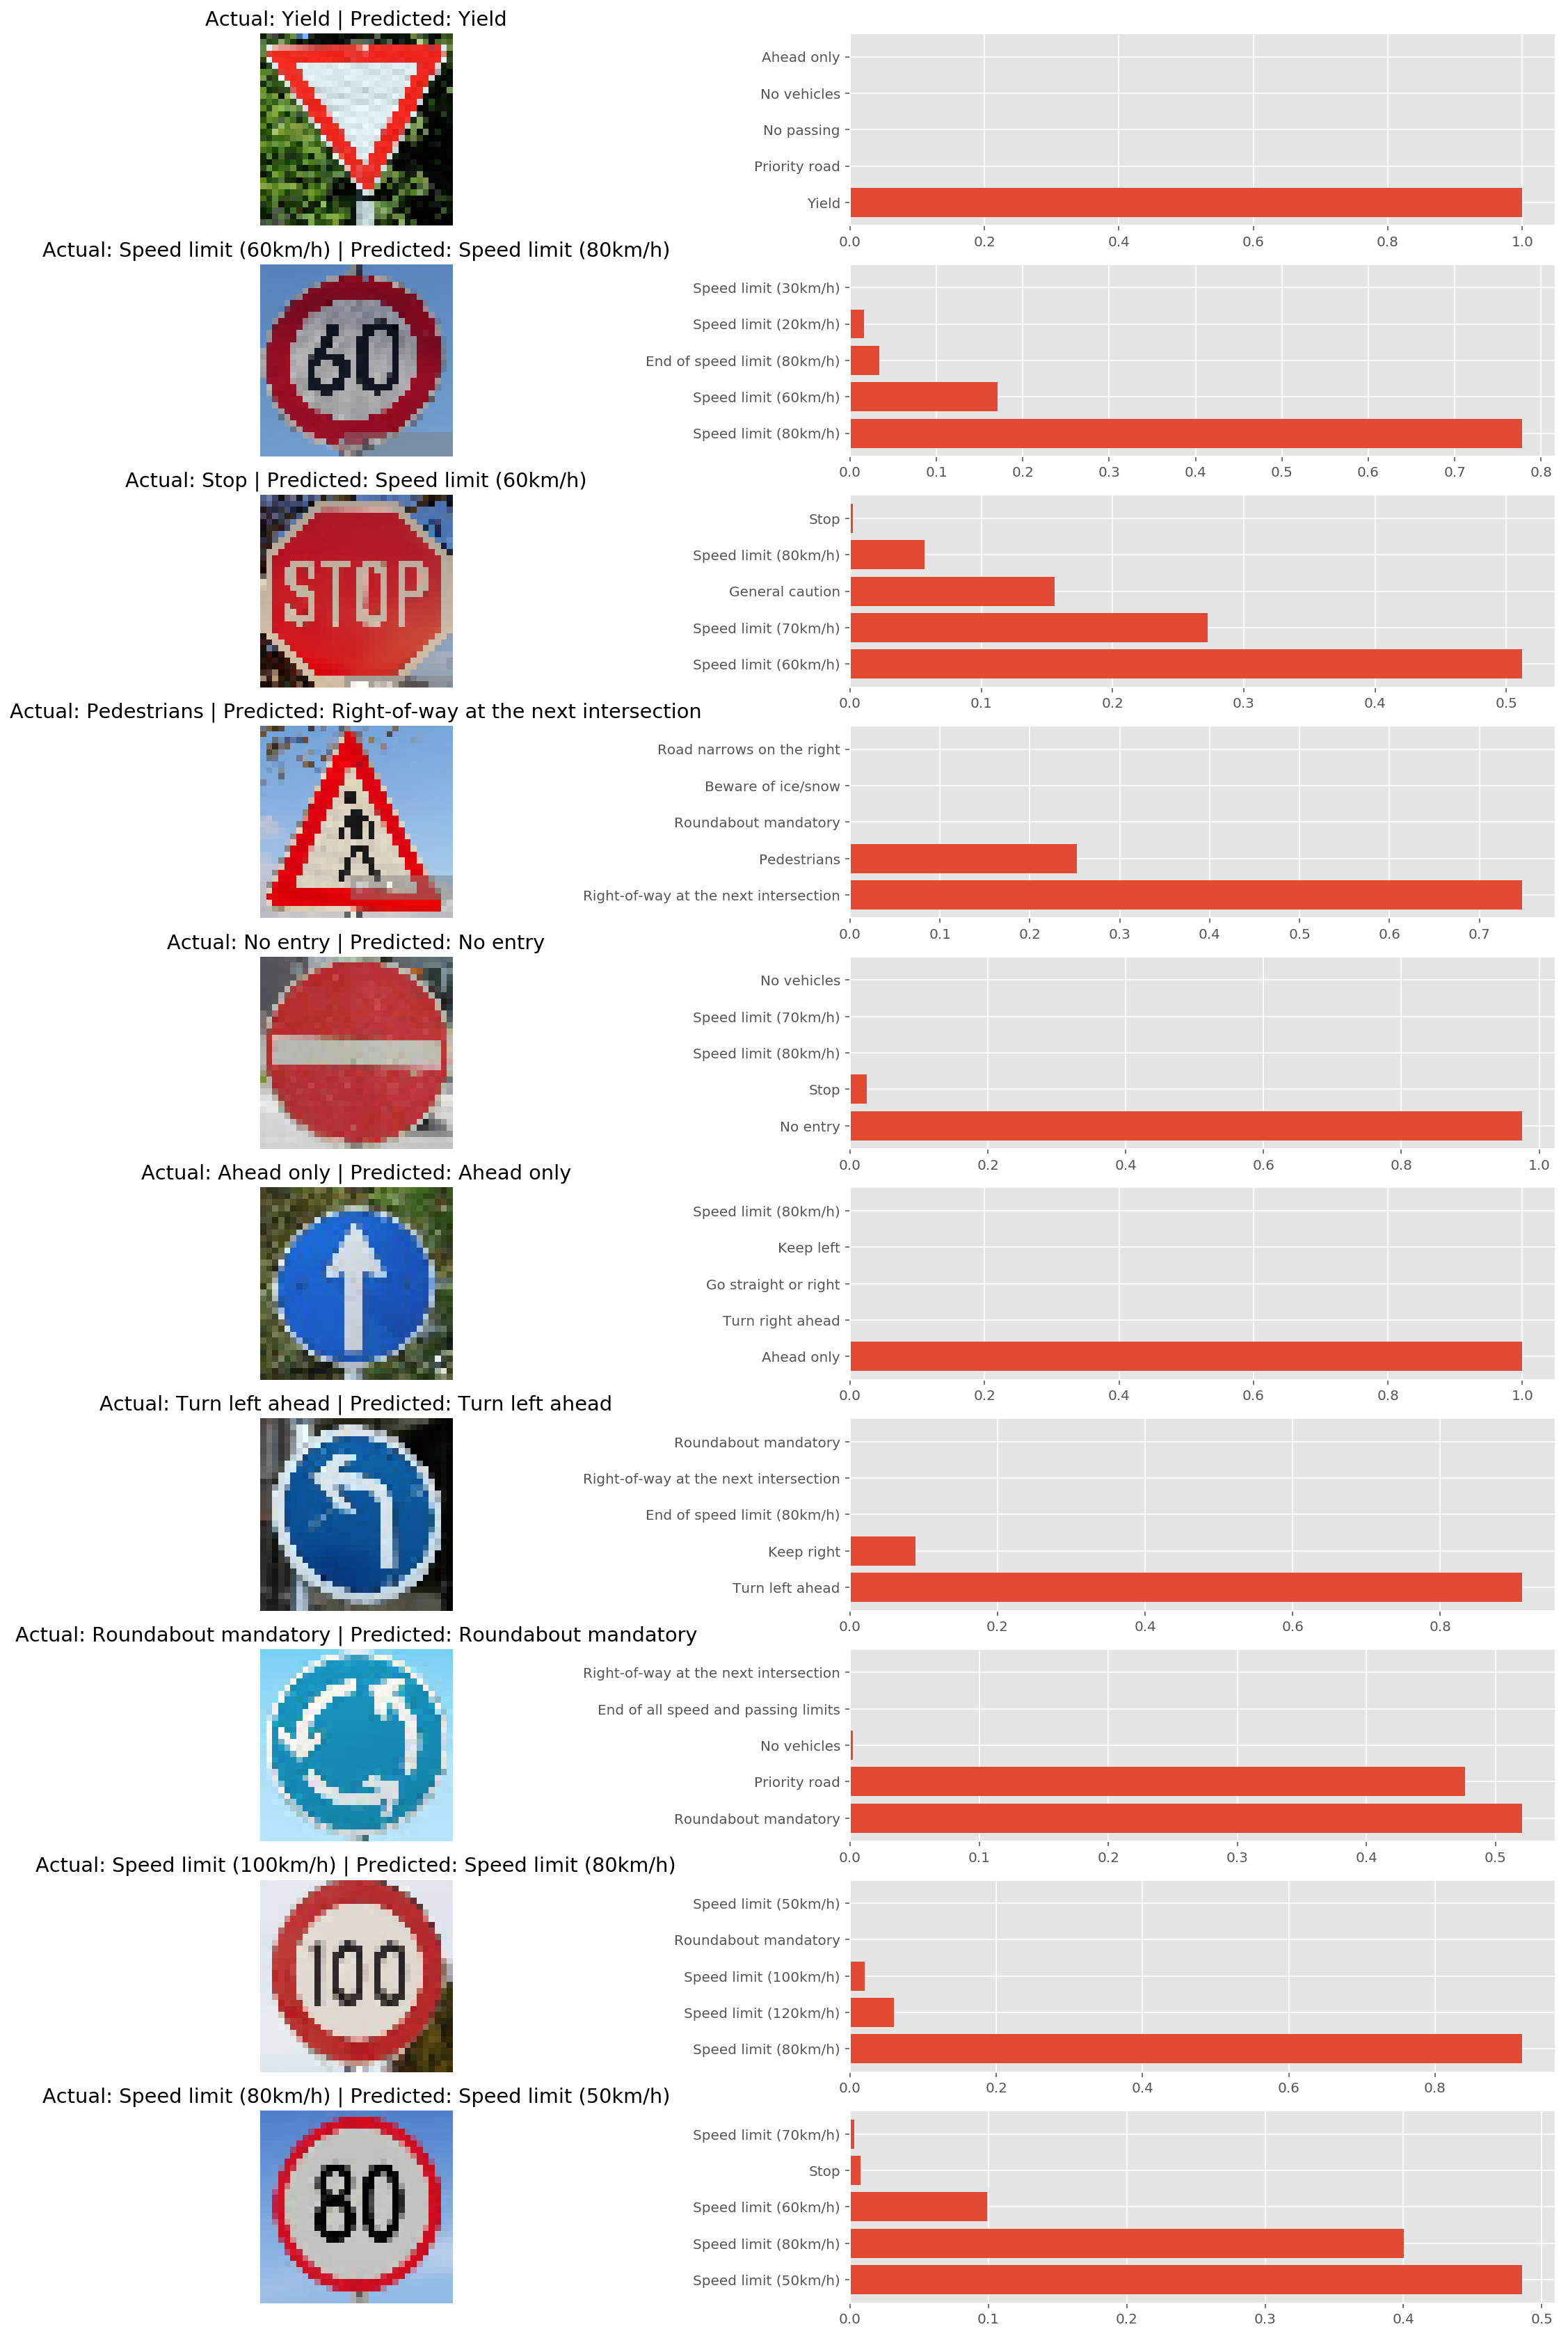 Actual: Yield | Predicted: Yield
Ahead only
No vehicles
No passing
Priority road
Yield
0.0 0.2 0.4 0.6 0.8 1.0
Actual: Speed limit (60km/h) | Predicted: Speed limit (80km/h)
60
Speed limit (30km/h)
Speed limit (20km/h)
End of speed limit (80km/h)
Speed limit (60km/h)
Speed limit (80km/h)
0.0 0.1 0.2 0.3 0.4 0.5 0.6 0.7 0.8
Actual: Stop | Predicted: Speed limit (60km/h)
STOP
Stop
Speed limit (80km/h)
General caution
Speed limit (70km/h)
Speed limit (60km/h)
0.0 0.1 0.2 0.3 0.4 0.5
Actual: Pedestrians | Predicted: Right-of-way at the next intersection
Road narrows on the right
Beware of ice/snow
Roundabout mandatory
Pedestrians
Right-of-way at the next intersection
0.0 0.1 0.2 0.3 0.4 0.5 0.6 0.7
Actual: No entry | Predicted: No entry
No vehicles
Speed limit (70km/h)
Speed limit (80km/h)
Stop
No entry
0.0 0.2 0.4 0.6 0.8 1.0
Actual: Ahead only | Predicted: Ahead only
Speed limit (80km/h)
Keep left
Go straight or right
Turn right ahead
Ahead only
0.0 0.2 0.4 0.6 0.8 1.0
Actual: Turn left ahead | Predicted: Turn left ahead
Roundabout mandatory
Right-of-way at the next intersection
End of speed limit (80km/h)
Keep right
Turn left ahead
0.0 0.2 0.4 0.6 0.8
Actual: Roundabout mandatory | Predicted: Roundabout mandatory
Right-of-way at the next intersection
End of all speed and passing limits
No vehicles
Priority road
Roundabout mandatory
0.0 0.1 0.2 0.3 0.4 0.5
Actual: Speed limit (100km/h) | Predicted: Speed limit (80km/h)
100
Speed limit (50km/h)
Roundabout mandatory
Speed limit (100km/h)
Speed limit (120km/h)
Speed limit (80km/h)
0.0 0.2 0.4 0.6 0.8
Actual: Speed limit (80km/h) | Predicted: Speed limit (50km/h)
80
Speed limit (70km/h)
Stop
Speed limit (60km/h)
Speed limit (80km/h)
Speed limit (50km/h)
0.0 0.1 0.2 0.3 0.4 0.5